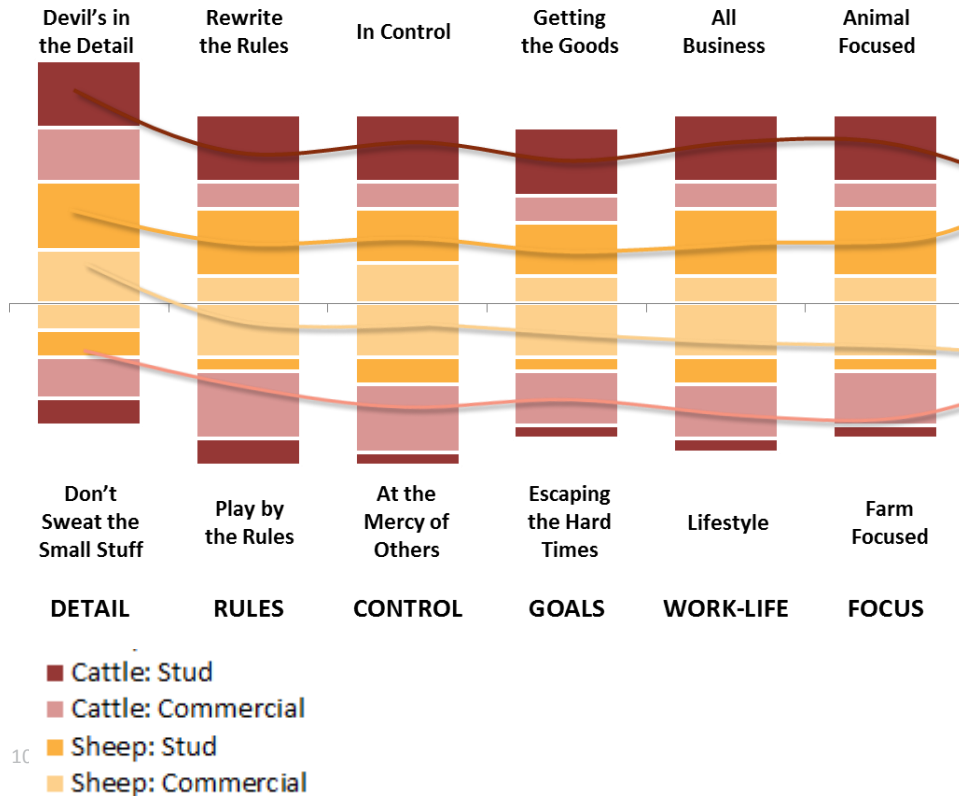 Devil's in
the Detail
Rewrite
the Rules
In Control
Getting
the Goods
All
Business
Animal
Focused
Don't
Sweat the
Small Stuff
Play by
the Rules
At the
Mercy of
Others
Escaping
the Hard
Times
Lifestyle
Farm
Focused
DETAIL
RULES
CONTROL
GOALS
WORK-LIFE
FOCUS
Cattle: Stud
Cattle: Commercial
Sheep: Stud
Sheep: Commercial